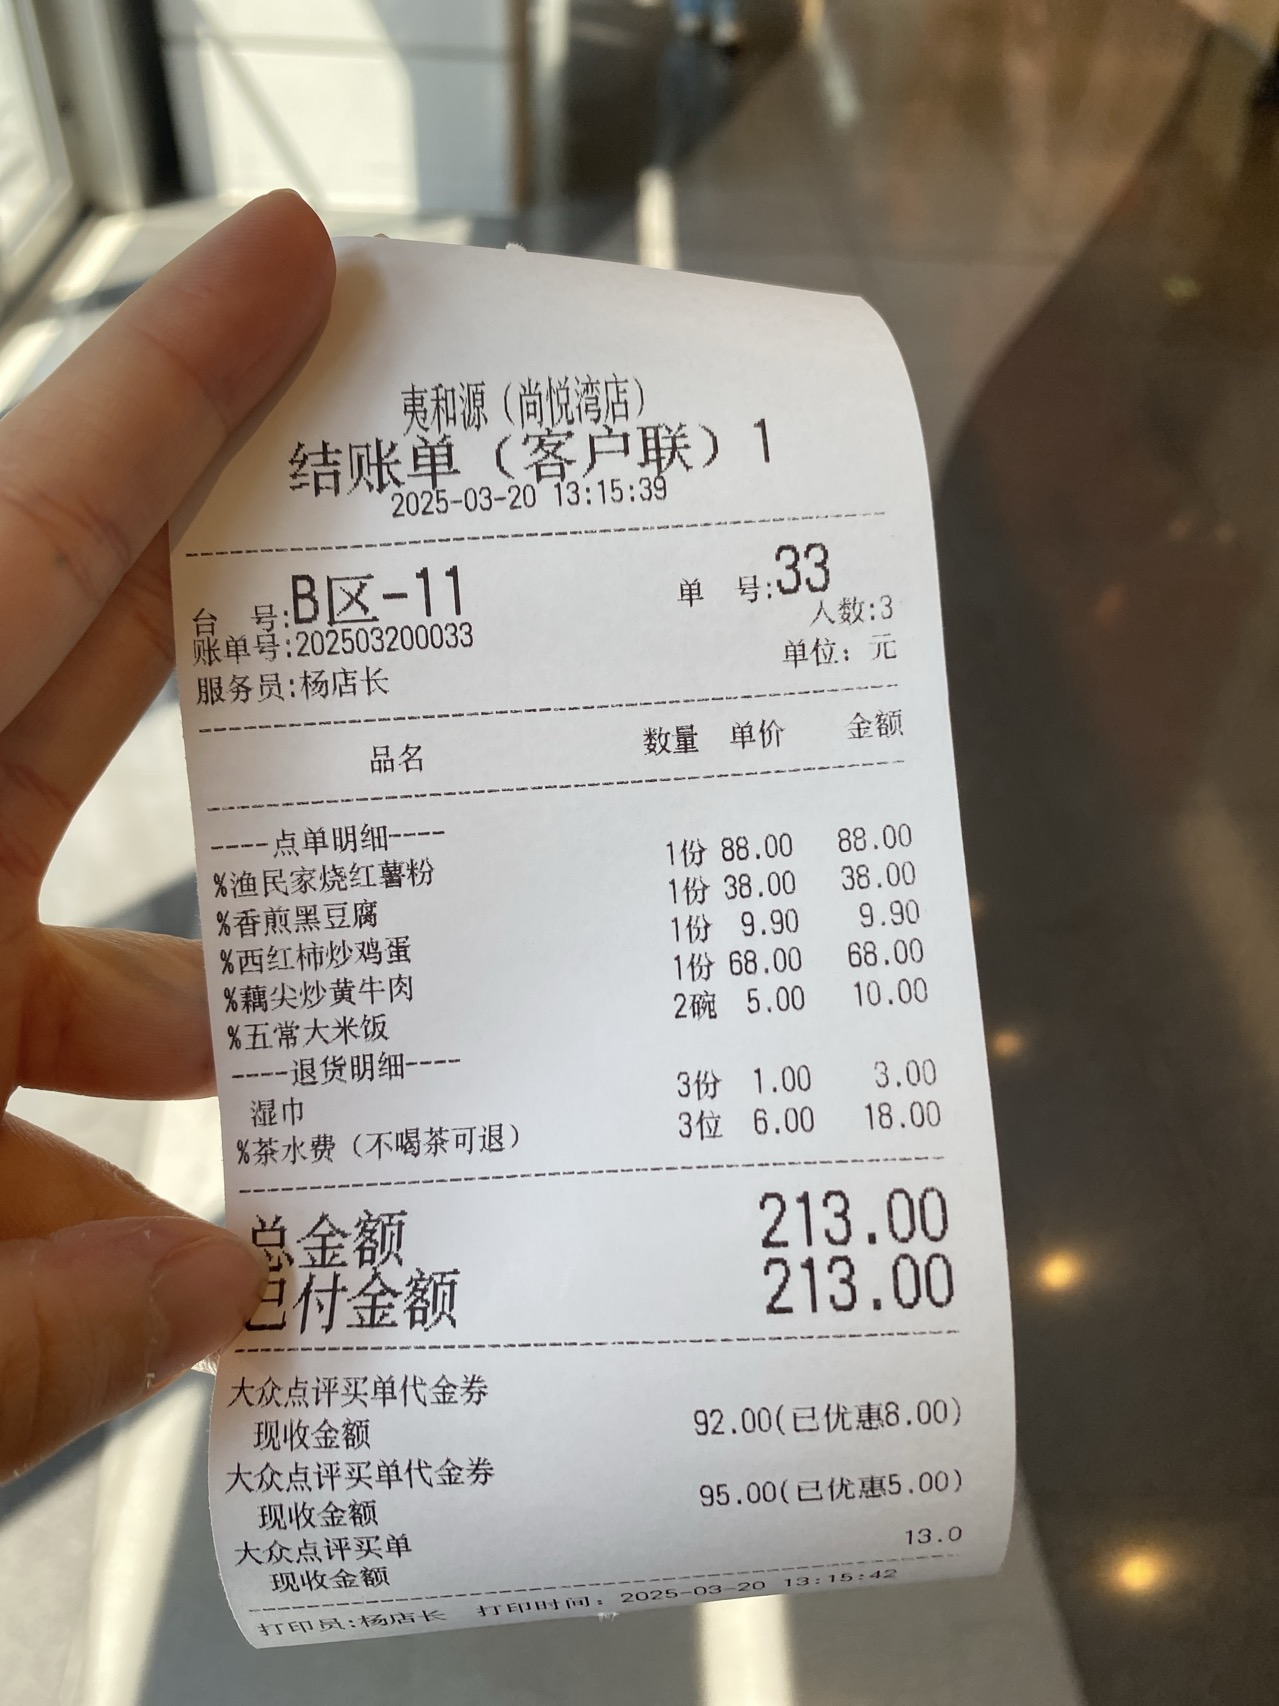 夷和源（尚悦湾店）
结账单（客户联）1
2025-03-20 13:15:39
台 号:B区-11 单 号:33
人数:3
账单号:202503200033
单位：元
服务员:杨店长
品名 数量 单价 金额
----点单明细----
%渔民家烧红薯粉 1份 88.00 88.00
%香煎黑豆腐 1份 38.00 38.00
%西红柿炒鸡蛋 1份 9.90 9.90
%藕尖炒黄牛肉 1份 68.00 68.00
%五常大米饭 2碗 5.00 10.00
----退货明细----
湿巾 3份 1.00 3.00
%茶水费（不喝茶可退） 3位 6.00 18.00
总金额 213.00
已付金额 213.00
大众点评买单代金券
现收金额 92.00(已优惠8.00)
大众点评买单代金券
现收金额 95.00(已优惠5.00)
大众点评买单
现收金额 13.0
打印员:杨店长 打印时间：2025-03-20 13:15:42